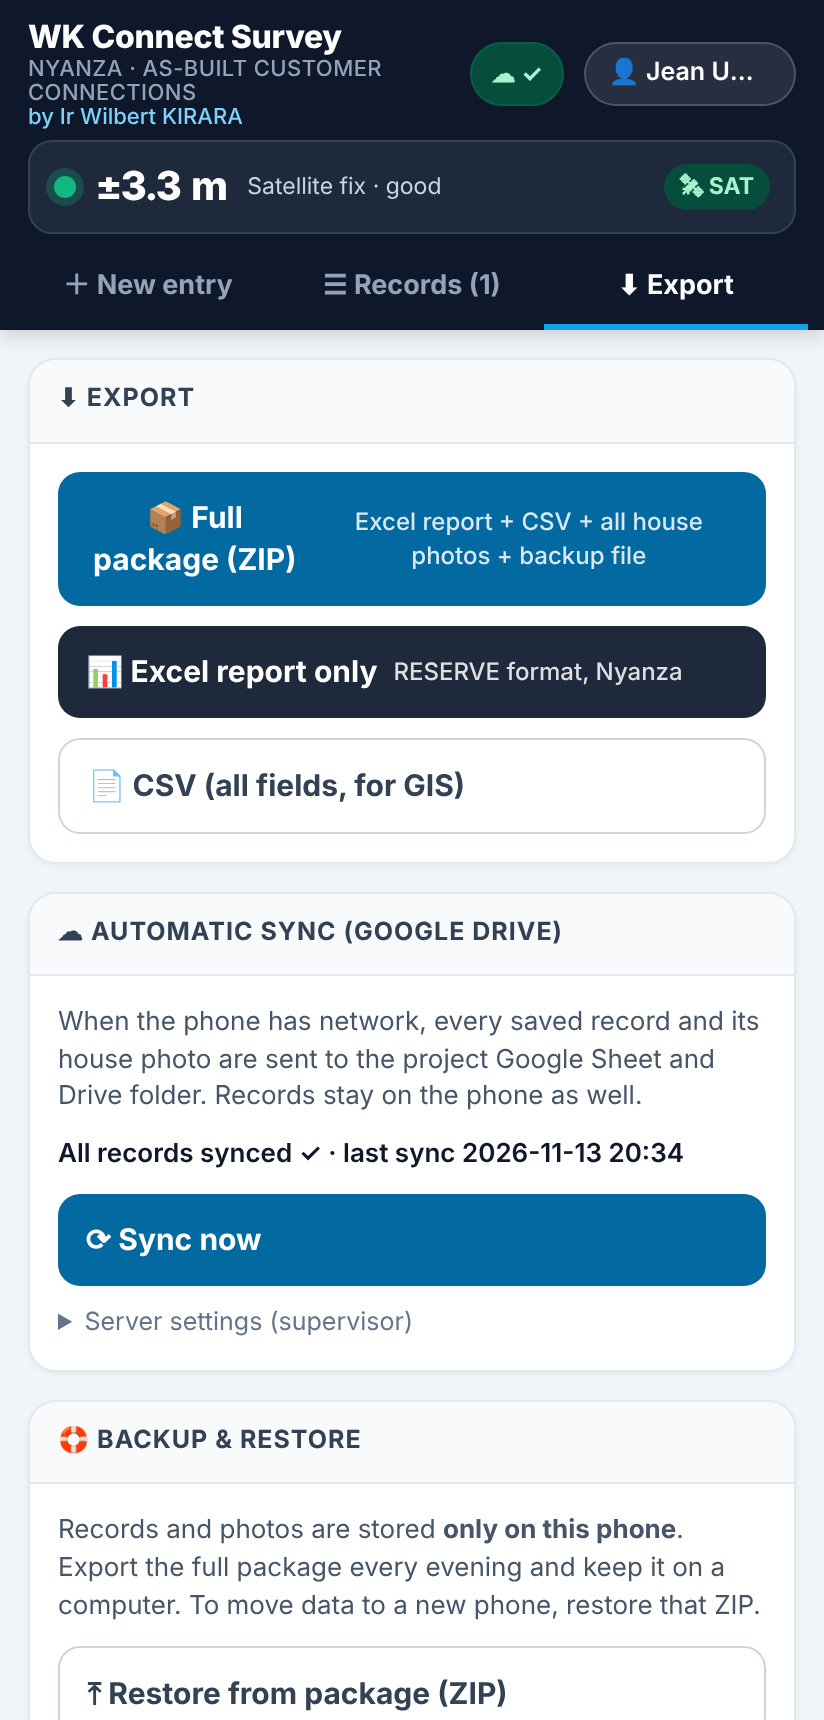 WK Connect Survey
NYANZA · AS-BUILT CUSTOMER
CONNECTIONS
by Ir Wilbert KIRARA
☁ ✓
👤 Jean U...
±3.3 m Satellite fix · good
🛰 SAT
＋ New entry
☰ Records (1)
⬇ Export
⬇ EXPORT
📦 Full
package (ZIP)
Excel report + CSV + all house
photos + backup file
📊 Excel report only RESERVE format, Nyanza
📄 CSV (all fields, for GIS)
☁ AUTOMATIC SYNC (GOOGLE DRIVE)
When the phone has network, every saved record and its
house photo are sent to the project Google Sheet and
Drive folder. Records stay on the phone as well.
All records synced ✓ · last sync 2026-11-13 20:34
⟳ Sync now
▶ Server settings (supervisor)
🛟 BACKUP & RESTORE
Records and photos are stored only on this phone.
Export the full package every evening and keep it on a
computer. To move data to a new phone, restore that ZIP.
⤒ Restore from package (ZIP)